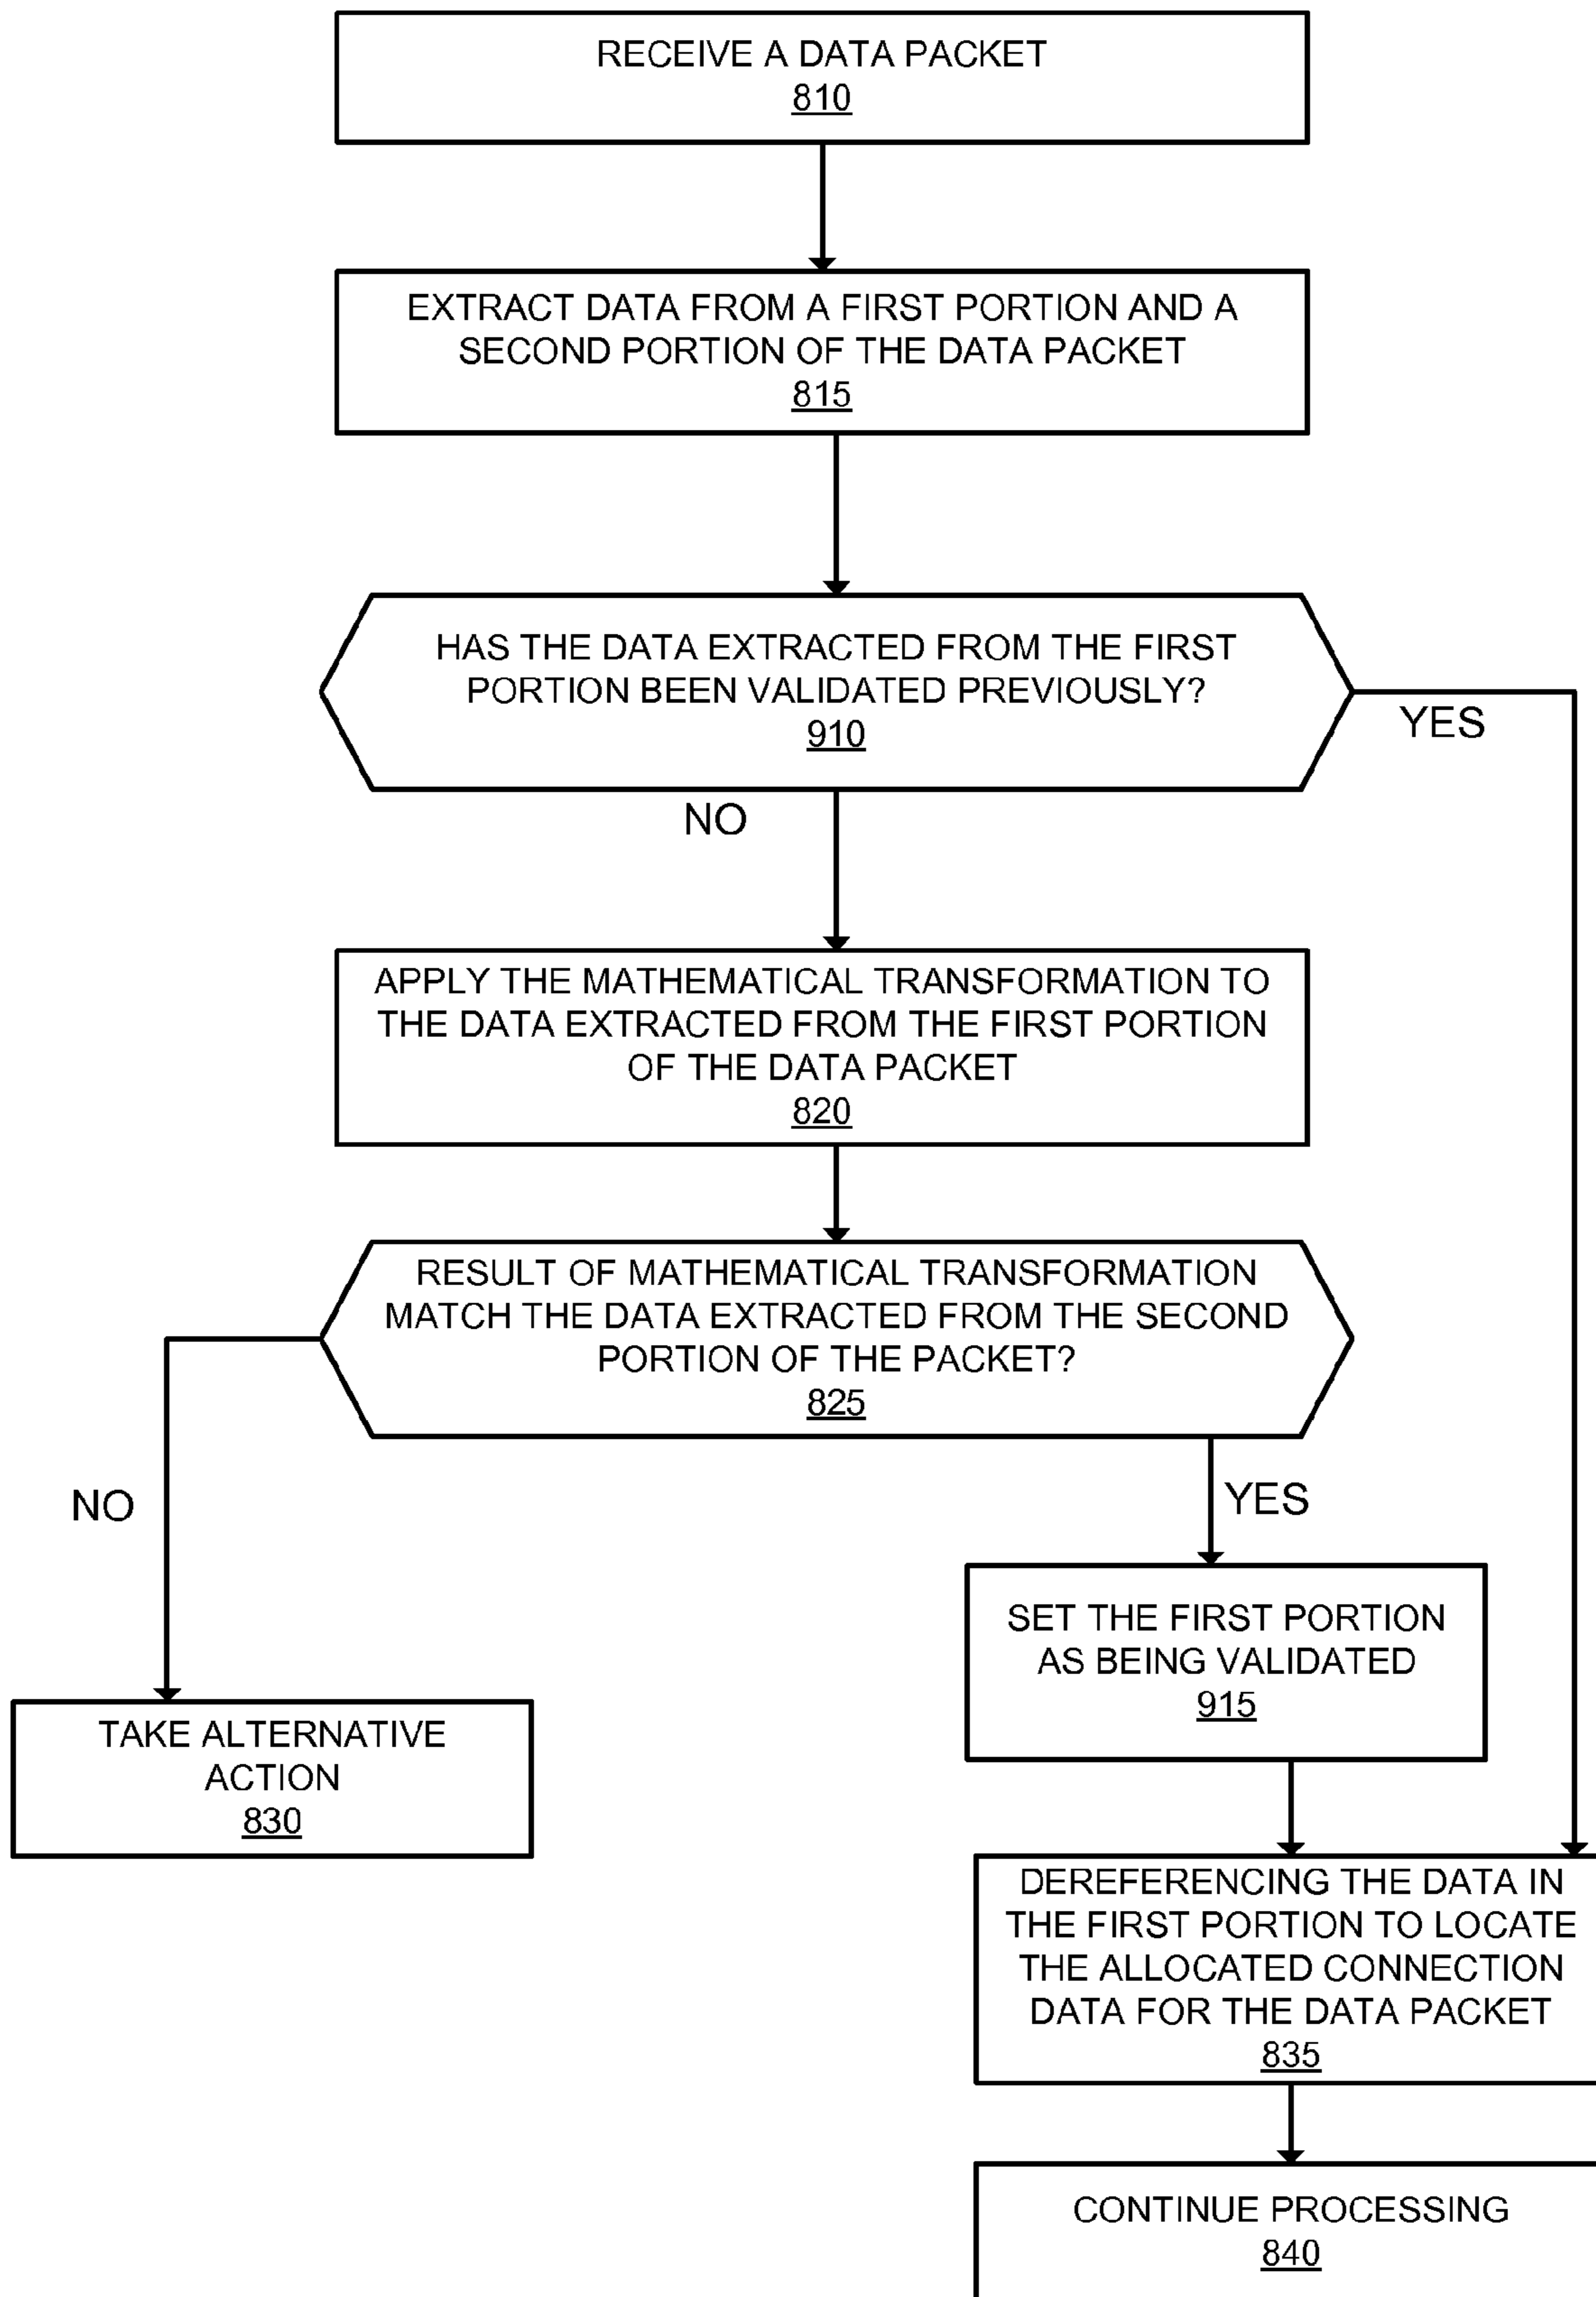 RECEIVE A DATA PACKET
810
EXTRACT DATA FROM A FIRST PORTION AND A
SECOND PORTION OF THE DATA PACKET
815
HAS THE DATA EXTRACTED FROM THE FIRST
PORTION BEEN VALIDATED PREVIOUSLY?
910
YES
NO
APPLY THE MATHEMATICAL TRANSFORMATION TO
THE DATA EXTRACTED FROM THE FIRST PORTION
OF THE DATA PACKET
820
RESULT OF MATHEMATICAL TRANSFORMATION
MATCH THE DATA EXTRACTED FROM THE SECOND
PORTION OF THE PACKET?
825
NO
YES
SET THE FIRST PORTION
AS BEING VALIDATED
915
TAKE ALTERNATIVE
ACTION
830
DEREFERENCING THE DATA IN
THE FIRST PORTION TO LOCATE
THE ALLOCATED CONNECTION
DATA FOR THE DATA PACKET
835
CONTINUE PROCESSING
840